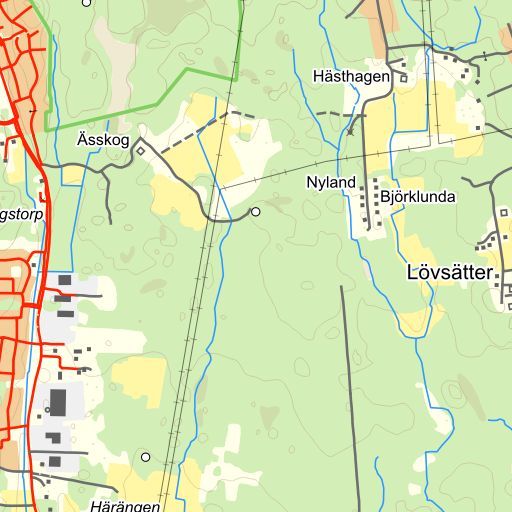 Hästhagen
Ässkog
Nyland
Björklunda
gstorp
Lövsätter
Härängen